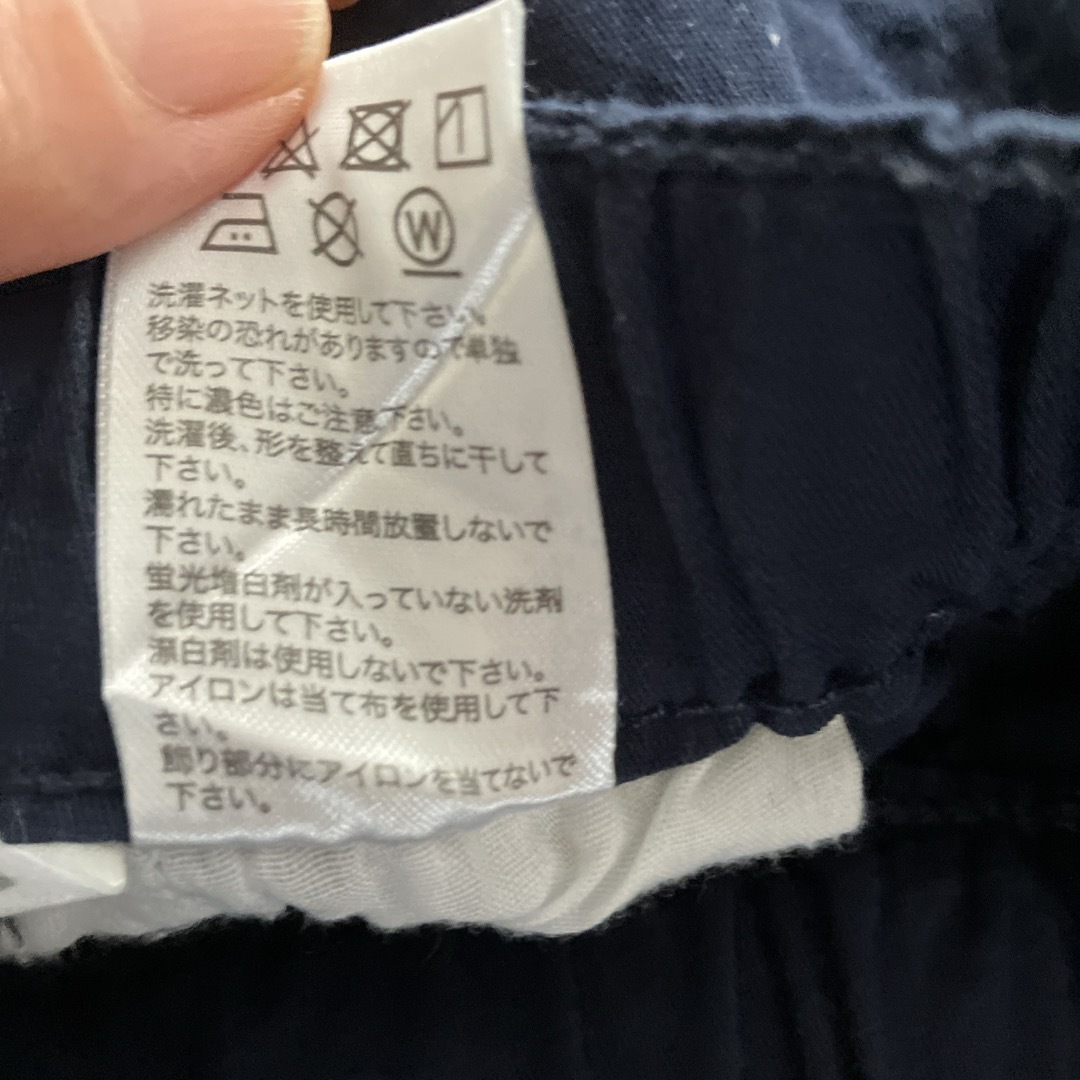 W
洗濯ネットを使用して下さい。
移染の恐れがありますので単独
で洗って下さい。
特に濃色はご注意下さい。
洗濯後、形を整えて直ちに干して
下さい。
濡れたまま長時間放置しないで
下さい。
蛍光増白剤が入っていない洗剤
を使用して下さい。
漂白剤は使用しないで下さい。
アイロンは当て布を使用して下
さい。
飾り部分にアイロンを当てないで
下さい。